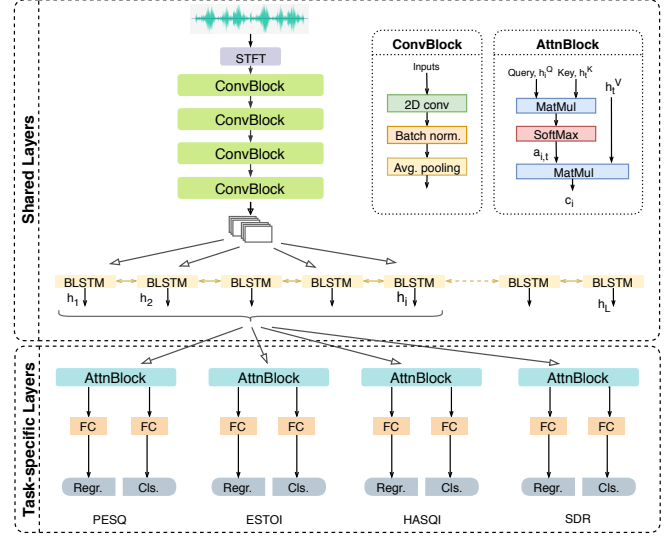 Shared Layers
STFT
ConvBlock
ConvBlock
ConvBlock
ConvBlock
ConvBlock
Inputs
2D conv
Batch norm.
Avg. pooling
AttnBlock
Query, h_i^Q Key, h_t^K
h_t^V
MatMul
SoftMax
a_{i,t}
MatMul
c_i
BLSTM BLSTM BLSTM BLSTM BLSTM BLSTM BLSTM
h_1 h_2 h_i h_L
Task-specific Layers
AttnBlock AttnBlock AttnBlock AttnBlock
FC FC FC FC FC FC FC FC
Regr. Cls. Regr. Cls. Regr. Cls. Regr. Cls.
PESQ ESTOI HASQI SDR